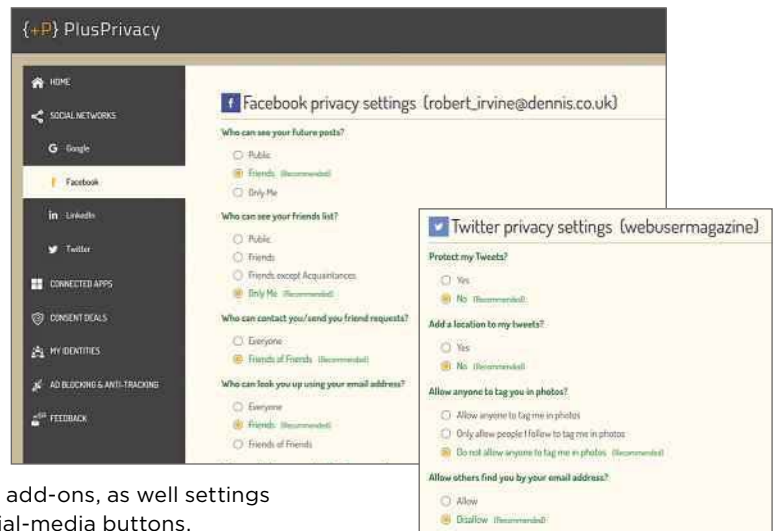 {+P} PlusPrivacy
HOME
SOCIAL NETWORKS
Google
Facebook
LinkedIn
Twitter
CONNECTED APPS
CONSENT DEALS
MY IDENTITIES
AD BLOCKING & ANTI-TRACKING
FEEDBACK
Facebook privacy settings (robert_irvine@dennis.co.uk)
Who can see your future posts?
Public
Friends (Recommended)
Only Me
Who can see your friends list?
Public
Friends
Friends except Acquaintances
Only Me (Recommended)
Who can contact you/send you friend requests?
Everyone
Friends of Friends (Recommended)
Who can look you up using your email address?
Everyone
Friends (Recommended)
Friends of Friends
Twitter privacy settings (webusermagazine)
Protect my Tweets?
Yes
No (Recommended)
Add a location to my tweets?
Yes
No (Recommended)
Allow anyone to tag you in photos?
Allow anyone to tag me in photos
Only allow people I follow to tag me in photos
Do not allow anyone to tag me in photos (Recommended)
Allow others find you by your email address?
Allow
Disallow (Recommended)
add-ons, as well settings
ial-media buttons.